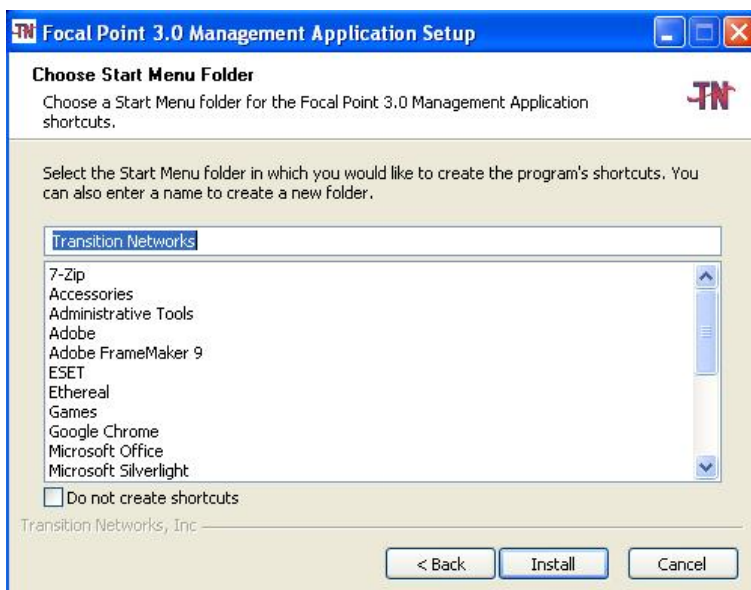 TN Focal Point 3.0 Management Application Setup
Choose Start Menu Folder
Choose a Start Menu folder for the Focal Point 3.0 Management Application
shortcuts.
TN
Select the Start Menu folder in which you would like to create the program's shortcuts. You
can also enter a name to create a new folder.
Transition Networks
7-Zip
Accessories
Administrative Tools
Adobe
Adobe FrameMaker 9
ESET
Ethereal
Games
Google Chrome
Microsoft Office
Microsoft Silverlight
Do not create shortcuts
Transition Networks, Inc
< Back Install Cancel